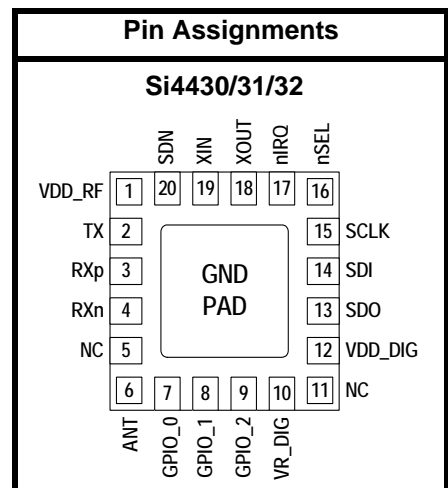 Pin Assignments
Si4430/31/32
SDN XIN XOUT nIRQ nSEL
VDD_RF 1 20 19 18 17 16
TX 2 15 SCLK
RXp 3 GND 14 SDI
RXn 4 PAD 13 SDO
NC 5 12 VDD_DIG
6 7 8 9 10 11 NC
ANT GPIO_0 GPIO_1 GPIO_2 VR_DIG